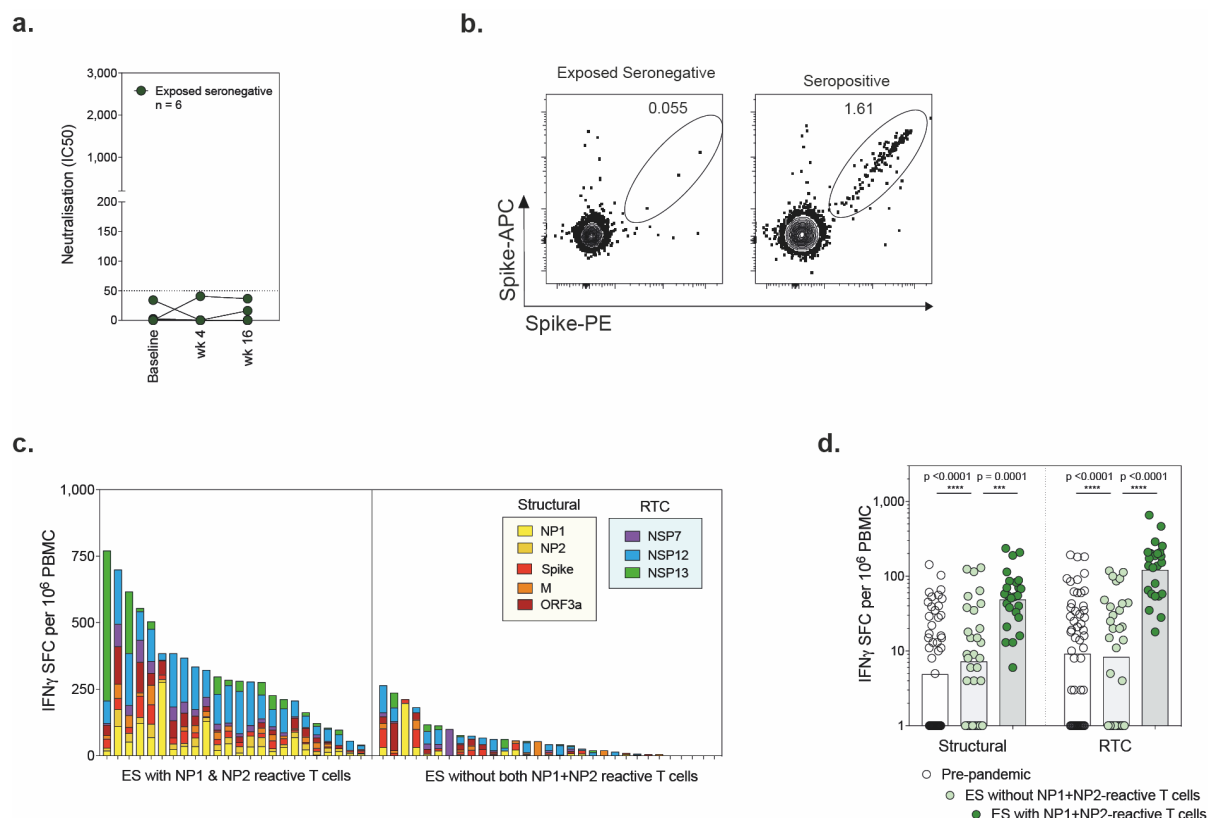 a.
3,000
2,000
1,000
200
150
100
50
0
Neutralisation (IC50)
Exposed seronegative
n = 6
Baseline
wk 4
wk 16
b.
Exposed Seronegative
Seropositive
0.055
1.61
Spike-APC
Spike-PE
c.
1,000
750
500
250
0
IFNγ SFC per 10⁶ PBMC
Structural
NP1
NP2
Spike
M
ORF3a
RTC
NSP7
NSP12
NSP13
ES with NP1 & NP2 reactive T cells
ES without both NP1+NP2 reactive T cells
d.
p <0.0001 p = 0.0001 p <0.0001 p <0.0001
**** *** **** ****
1,000
100
10
1
IFNγ SFC per 10⁶ PBMC
Structural
RTC
Pre-pandemic
ES without NP1+NP2-reactive T cells
ES with NP1+NP2-reactive T cells